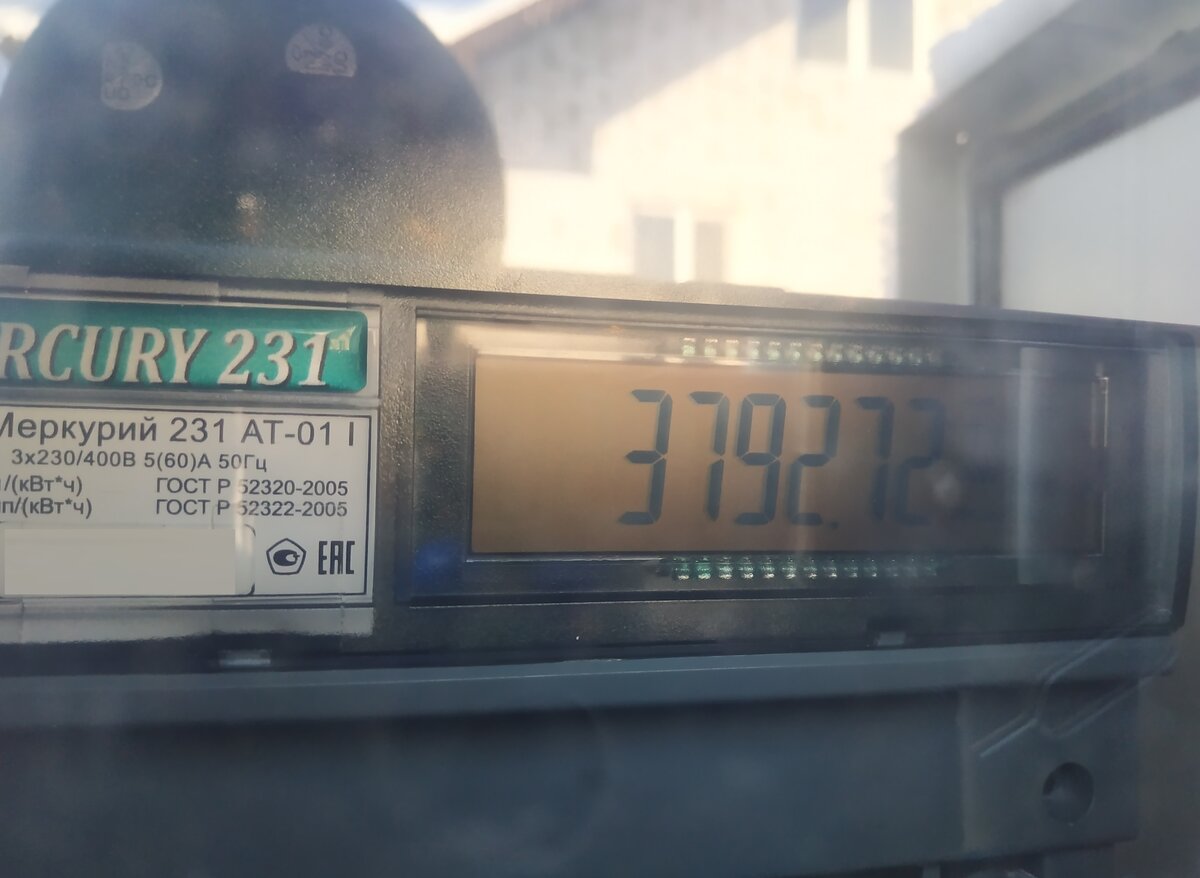 RCURY 231
Меркурий 231 АТ-01 I
3x230/400В 5(60)А 50Гц
/(кВт*ч) ГОСТ Р 52320-2005
/(кВт*ч) ГОСТ Р 52322-2005
ЕАС
3792.72